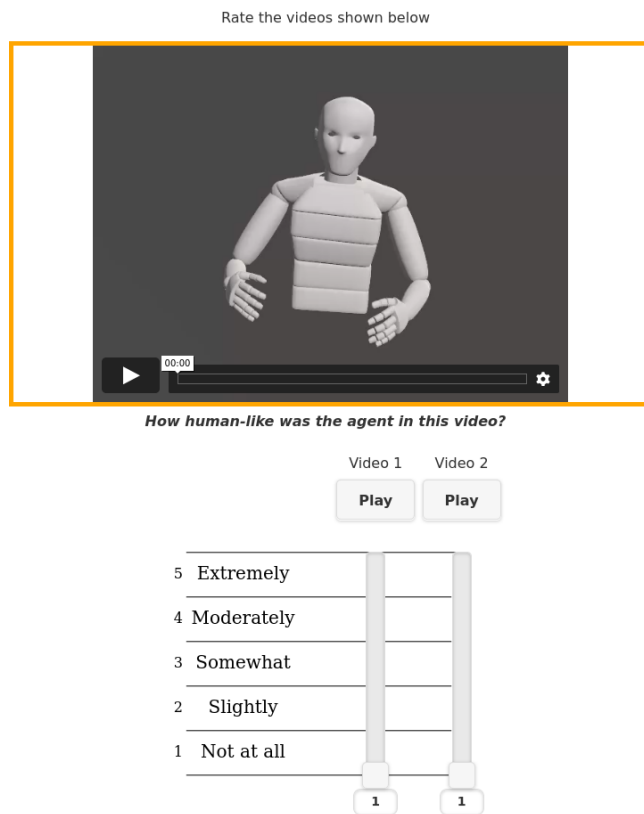 Rate the videos shown below
00:00
How human-like was the agent in this video?
Video 1 Video 2
Play Play
5 Extremely
4 Moderately
3 Somewhat
2 Slightly
1 Not at all
1 1